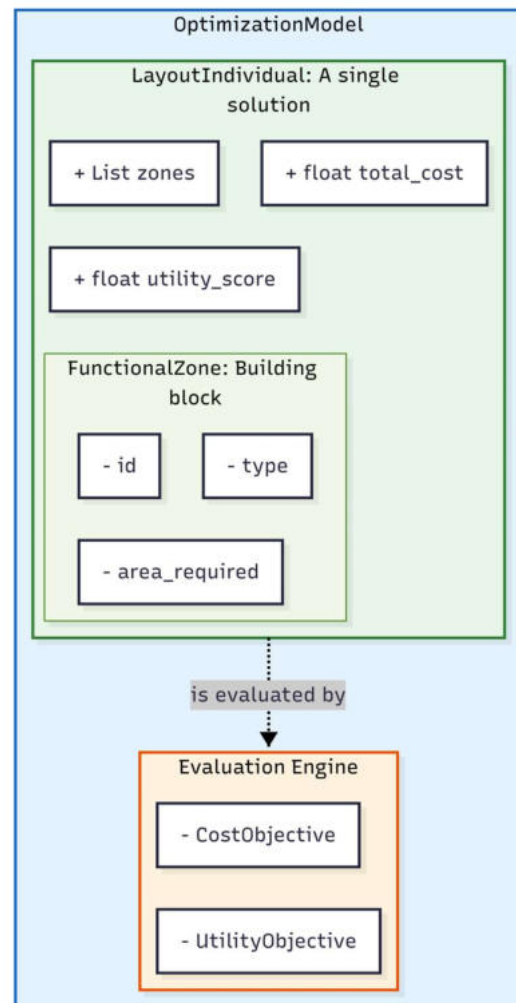 OptimizationModel
LayoutIndividual: A single
solution
+ List zones
+ float total_cost
+ float utility_score
FunctionalZone: Building
block
- id
- type
- area_required
is evaluated by
Evaluation Engine
- CostObjective
- UtilityObjective